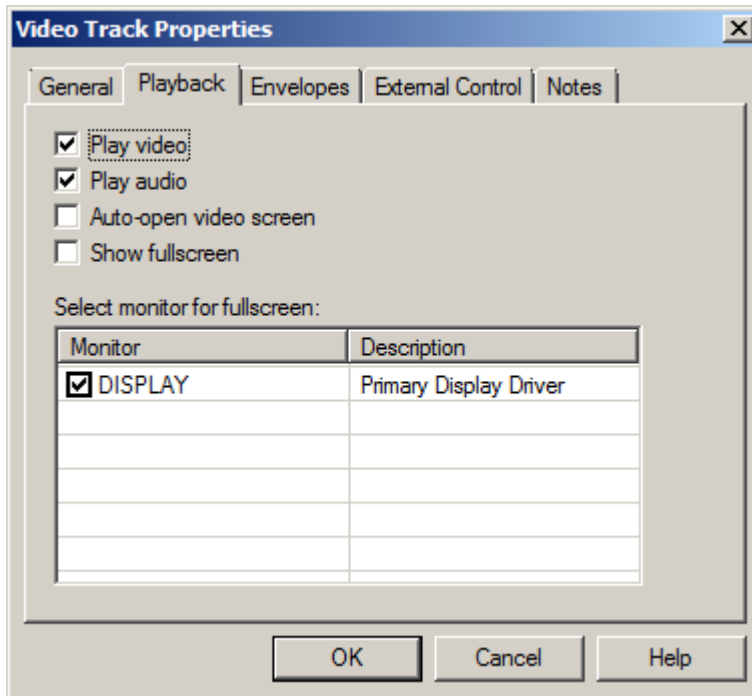 Video Track Properties
General Playback Envelopes External Control Notes
Play video
Play audio
Auto-open video screen
Show fullscreen
Select monitor for fullscreen:
Monitor Description
DISPLAY Primary Display Driver
OK Cancel Help